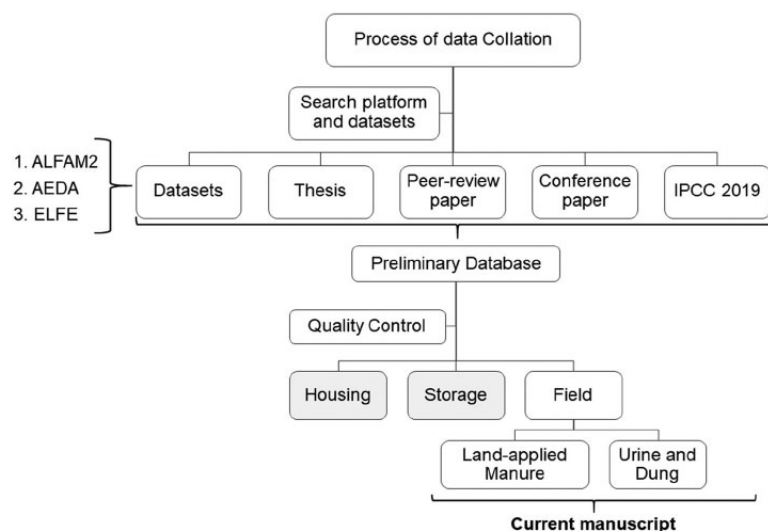 Process of data Collation
Search platform
and datasets
1. ALFAM2
2. AEDA
3. ELFE
Datasets
Thesis
Peer-review
paper
Conference
paper
IPCC 2019
Preliminary Database
Quality Control
Housing
Storage
Field
Land-applied
Manure
Urine and
Dung
Current manuscript